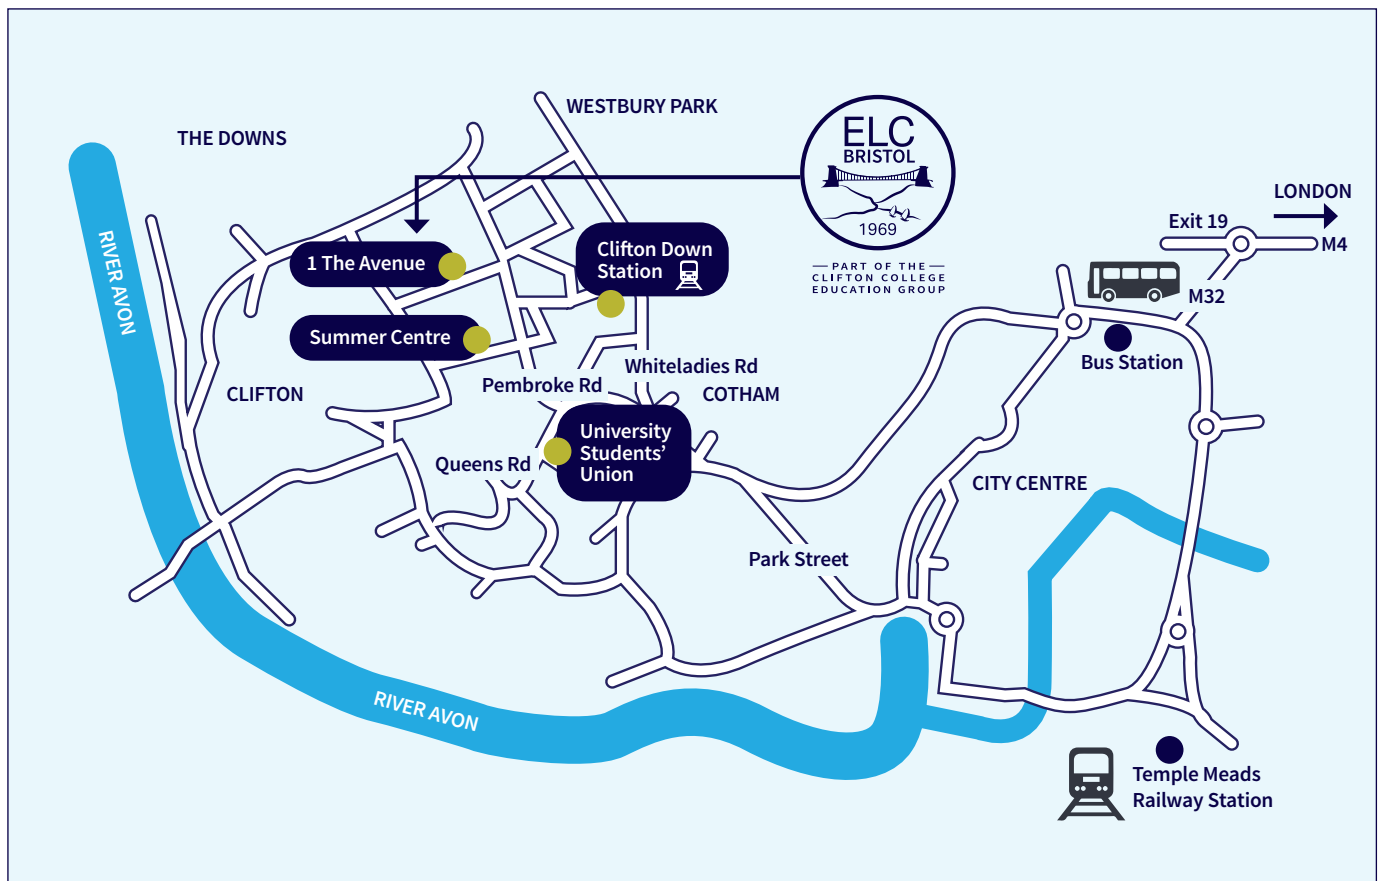 WESTBURY PARK
THE DOWNS
ELC
BRISTOL
1969
PART OF THE
CLIFTON COLLEGE
EDUCATION GROUP
LONDON
Exit 19
M4
M32
RIVER AVON
1 The Avenue
Clifton Down
Station
Summer Centre
Bus Station
Whiteladies Rd
Pembroke Rd
CLIFTON
COTHAM
University
Students’
Union
Queens Rd
CITY CENTRE
Park Street
RIVER AVON
Temple Meads
Railway Station